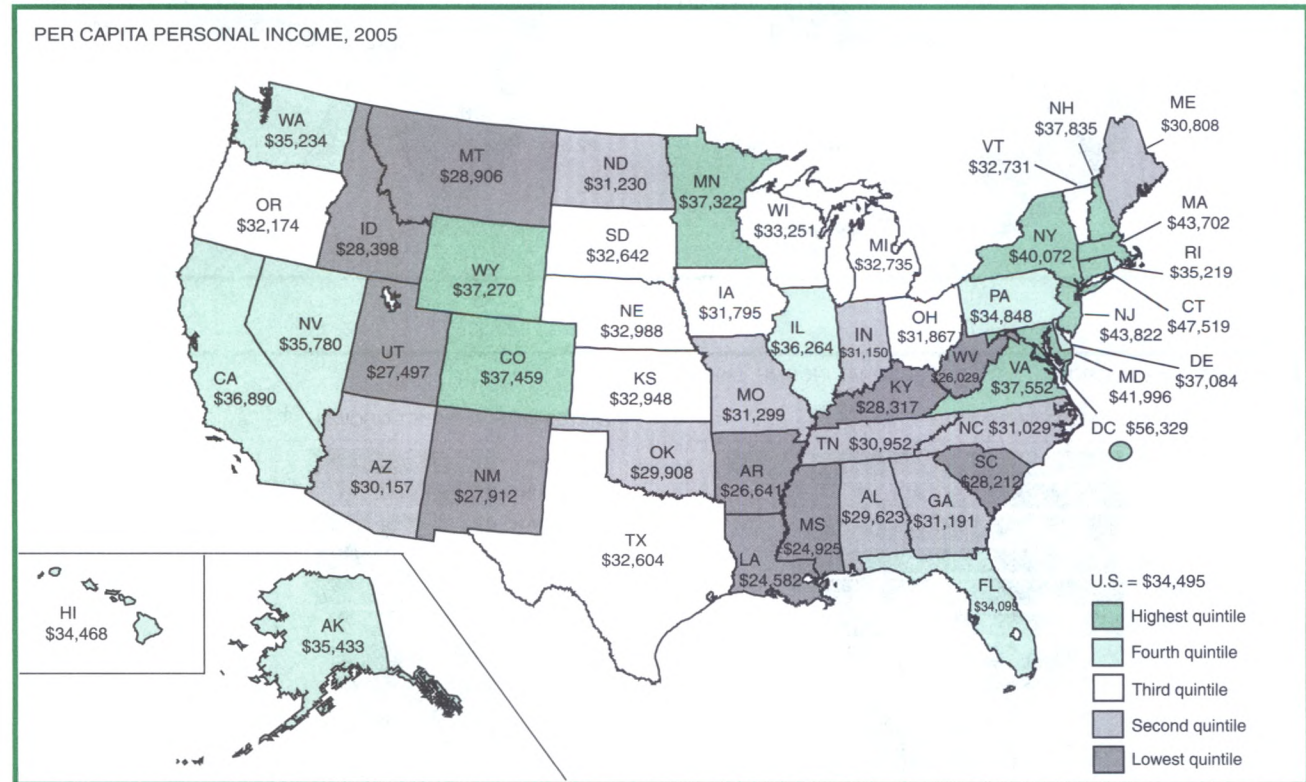 PER CAPITA PERSONAL INCOME, 2005
WA
$35,234
OR
$32,174
CA
$36,890
NV
$35,780
ID
$28,398
MT
$28,906
WY
$37,270
UT
$27,497
CO
$37,459
AZ
$30,157
NM
$27,912
ND
$31,230
SD
$32,642
NE
$32,988
KS
$32,948
OK
$29,908
TX
$32,604
MN
$37,322
IA
$31,795
MO
$31,299
AR
$26,641
LA
$24,582
WI
$33,251
IL
$36,264
MI
$32,735
IN
$31,150
OH
$31,867
KY
$28,317
TN $30,952
MS
$24,925
AL
$29,623
GA
$31,191
FL
$34,099
SC
$28,212
NC $31,029
VA
$37,552
WV
$26,029
PA
$34,848
NY
$40,072
VT
$32,731
NH
$37,835
ME
$30,808
MA
$43,702
RI
$35,219
CT
$47,519
NJ
$43,822
DE
$37,084
MD
$41,996
DC $56,329
HI
$34,468
AK
$35,433
U.S. = $34,495
Highest quintile
Fourth quintile
Third quintile
Second quintile
Lowest quintile